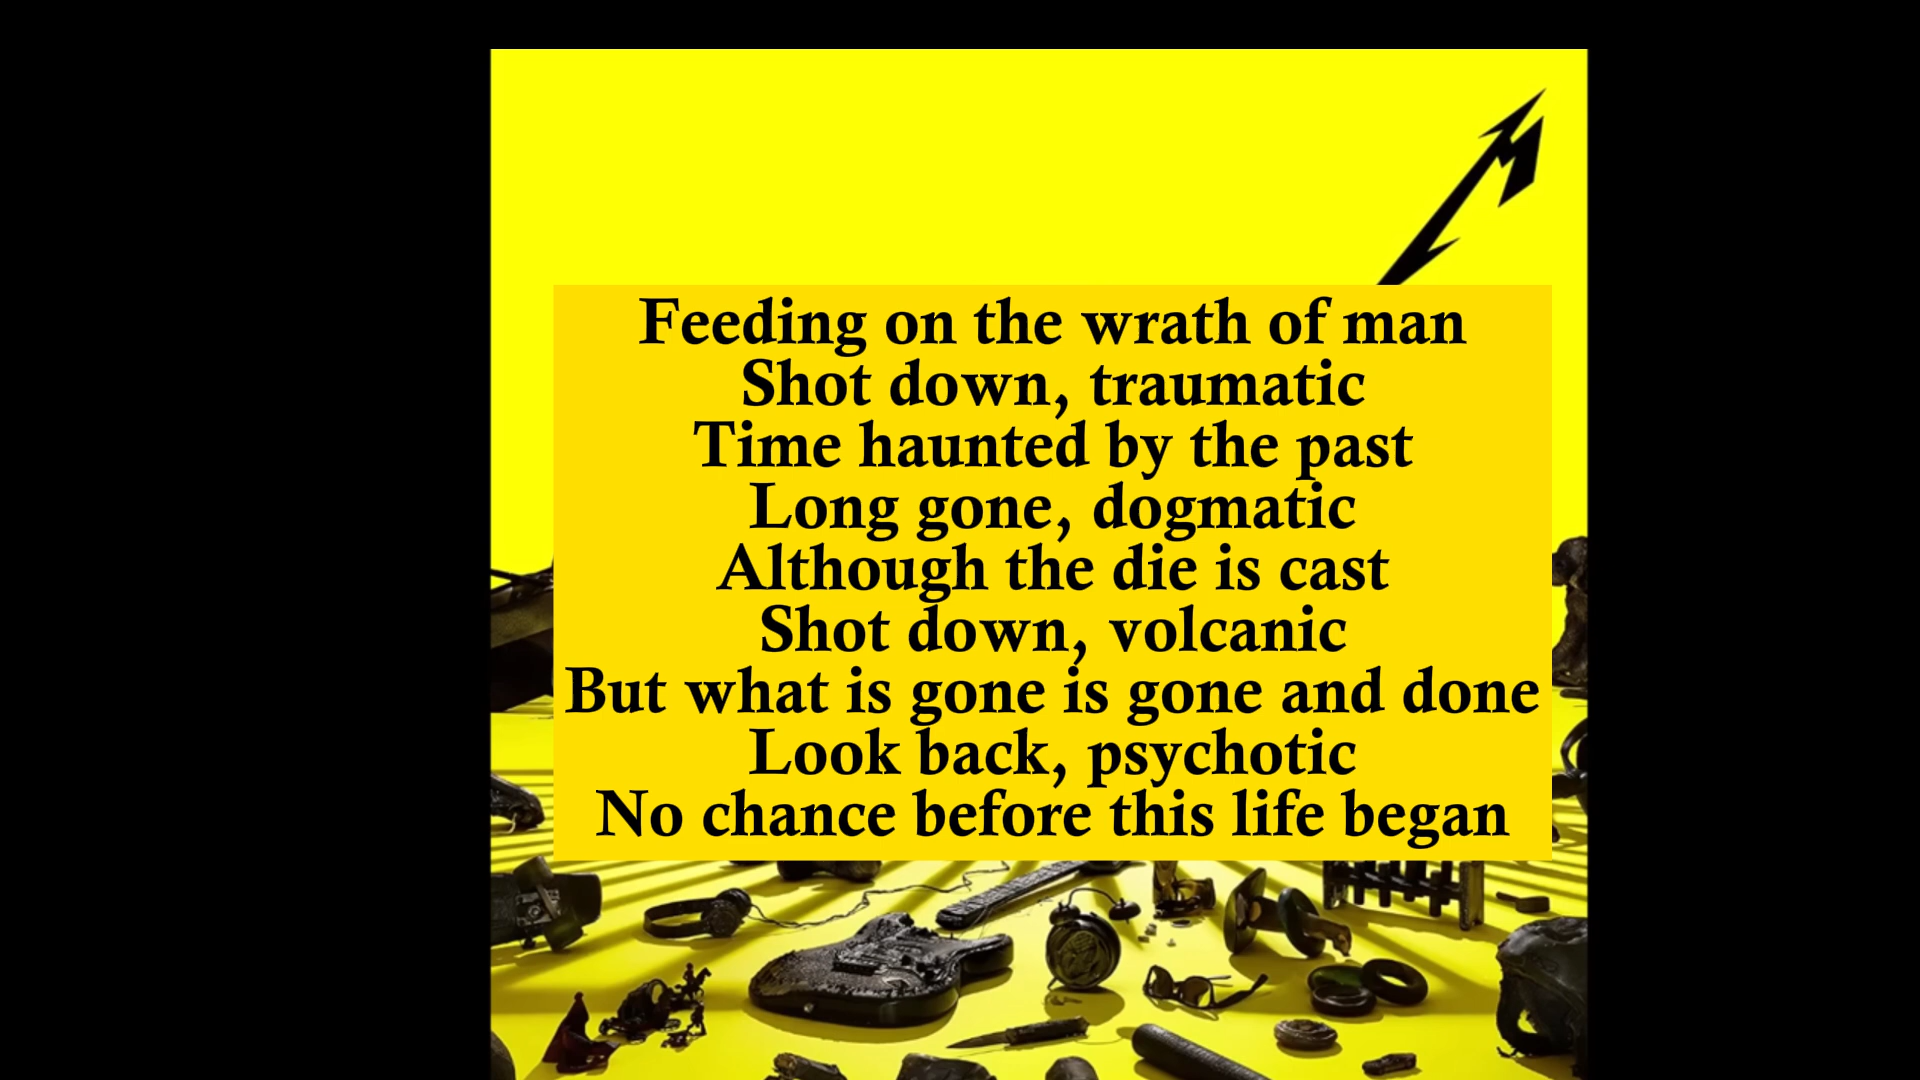 Feeding on the wrath of man
Shot down, traumatic
Time haunted by the past
Long gone, dogmatic
Although the die is cast
Shot down, volcanic
But what is gone is gone and done
Look back, psychotic
No chance before this life began